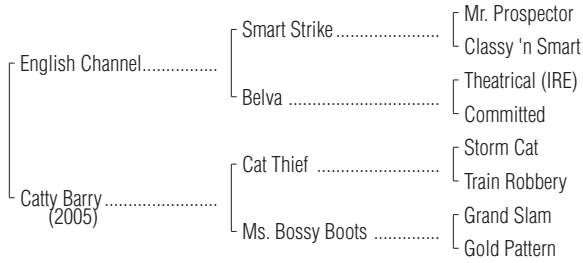 Mr. Prospector
Smart Strike ........................
Classy 'n Smart
English Channel.................
Theatrical (IRE)
Belva ...................................
Committed
Storm Cat
Cat Thief ............................
Train Robbery
Catty Barry .........................
(2005)
Grand Slam
Ms. Bossy Boots ...............
Gold Pattern